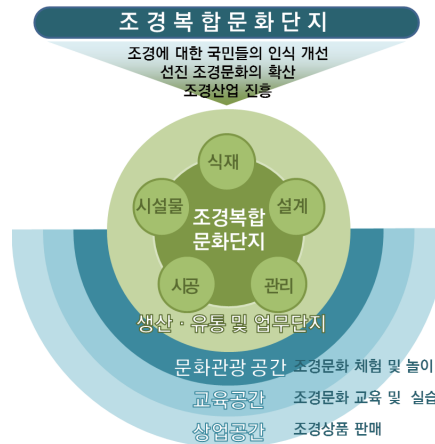 조경복합문화단지
조경에 대한 국민들의 인식 개선
선진 조경문화의 확산
조경산업 진흥
식재
시설물
설계
조경복합
문화단지
시공
관리
생산 · 유통 및 업무단지
문화관광 공간 조경문화 체험 및 놀이
교육공간 조경문화 교육 및 실습
상업공간 조경상품 판매